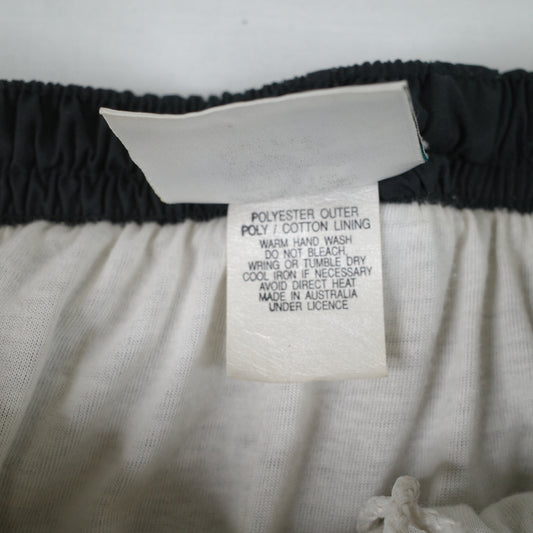 POLYESTER OUTER
POLY / COTTON LINING
WARM HAND WASH
DO NOT BLEACH,
WRING OR TUMBLE DRY
COOL IRON IF NECESSARY
AVOID DIRECT HEAT
MADE IN AUSTRALIA
UNDER LICENCE